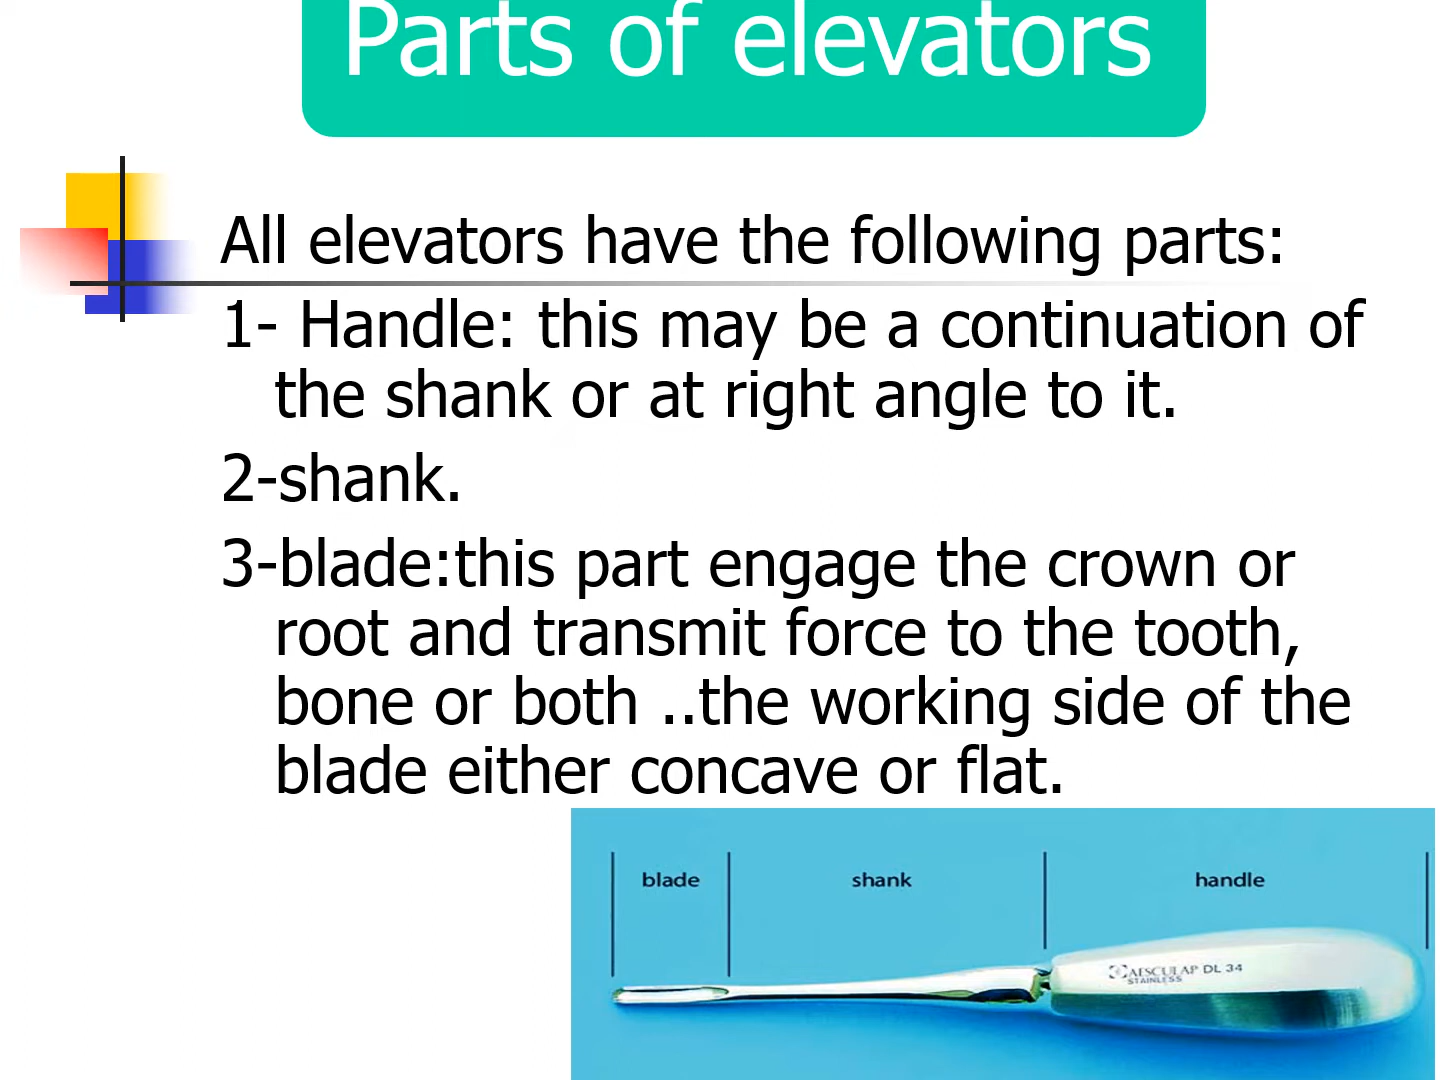 Parts of elevators
All elevators have the following parts:
1- Handle: this may be a continuation of
the shank or at right angle to it.
2-shank.
3-blade:this part engage the crown or
root and transmit force to the tooth,
bone or both ..the working side of the
blade either concave or flat.
blade shank handle
AESCULAP DL 34
STAINLESS